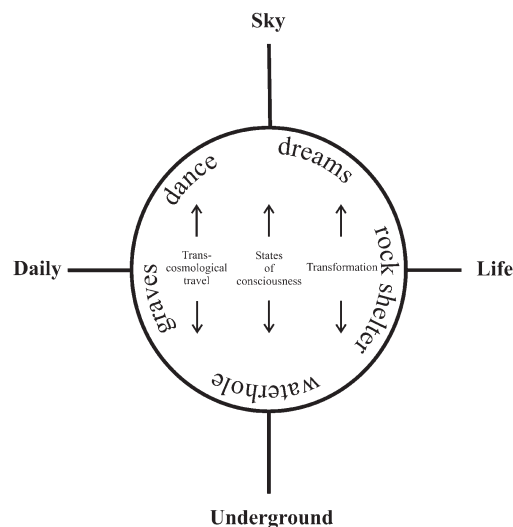 Sky
dance
dreams
Trans-
cosmological
travel
States
of
consciousness
Transformation
Daily
graves
rock shelter
Life
waterhole
Underground